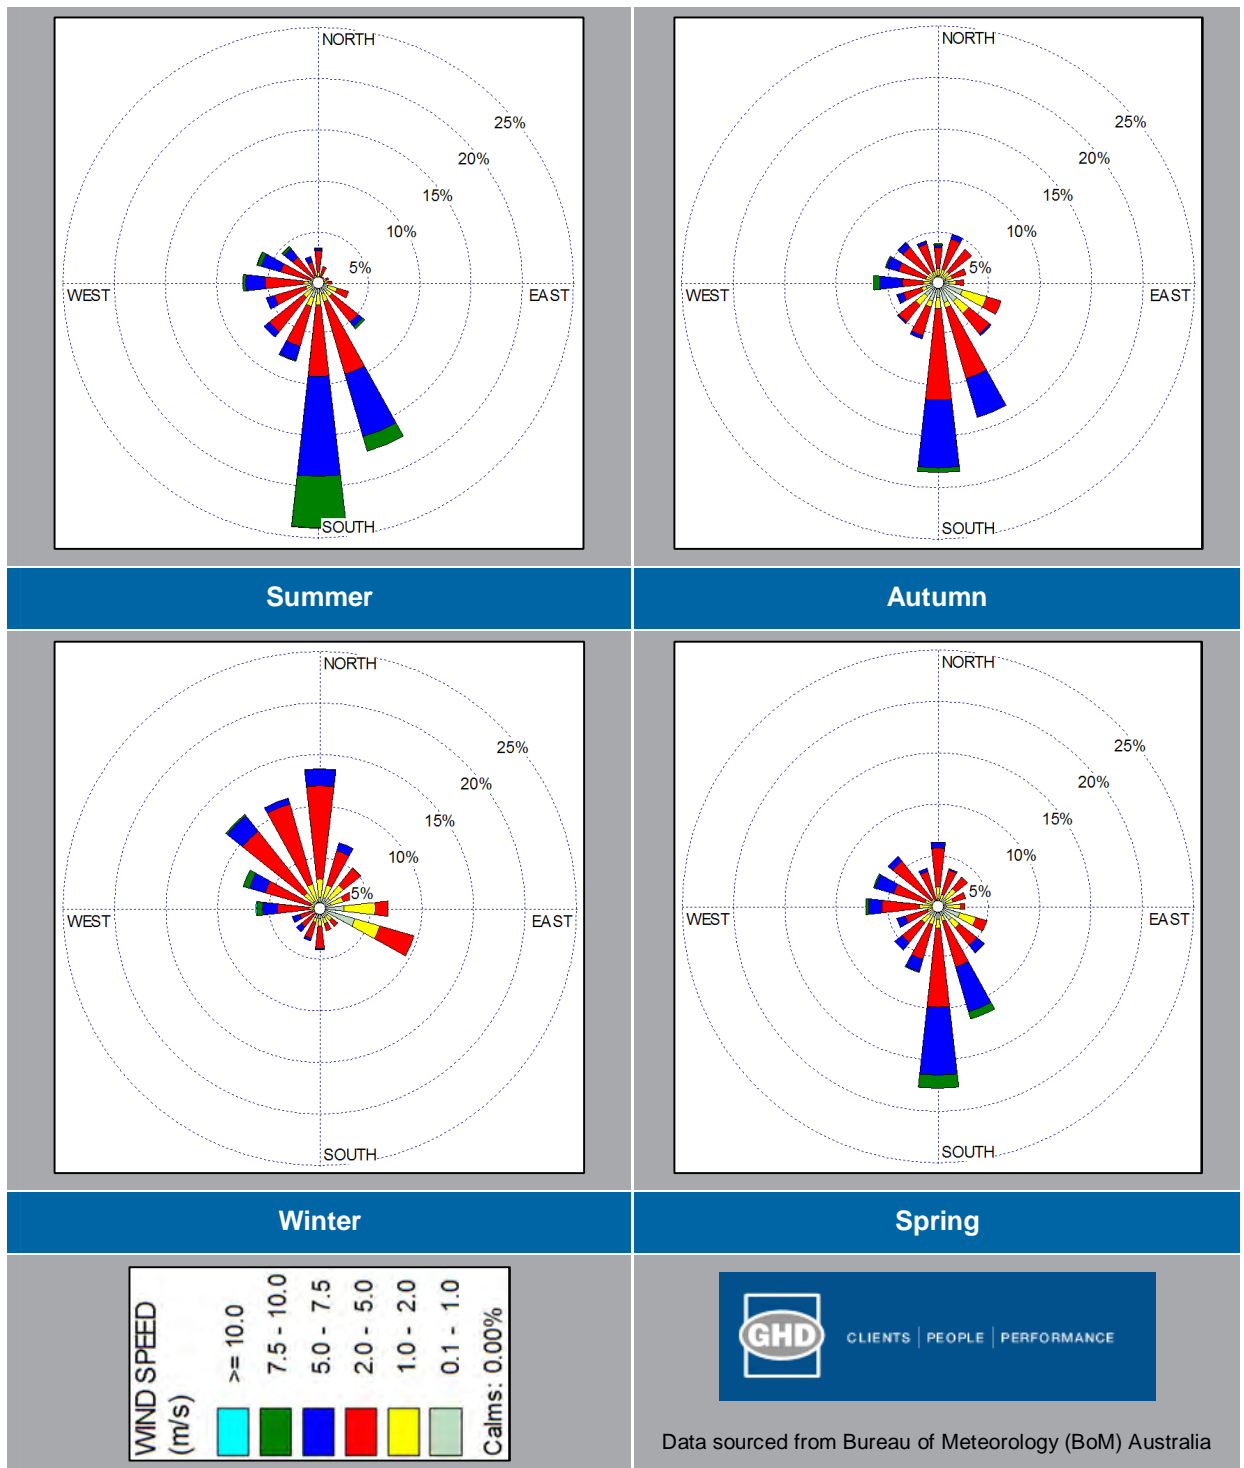 NORTH
25%
20%
15%
10%
5%
WEST
EAST
SOUTH
NORTH
25%
20%
15%
10%
5%
WEST
EAST
SOUTH
Summer
Autumn
NORTH
25%
20%
15%
10%
5%
WEST
EAST
SOUTH
NORTH
25%
20%
15%
10%
5%
WEST
EAST
SOUTH
Winter
Spring
WIND SPEED
(m/s)
>= 10.0
7.5 - 10.0
5.0 - 7.5
2.0 - 5.0
1.0 - 2.0
0.1 - 1.0
Calms: 0.00%
GHD
CLIENTS | PEOPLE | PERFORMANCE
Data sourced from Bureau of Meteorology (BoM) Australia